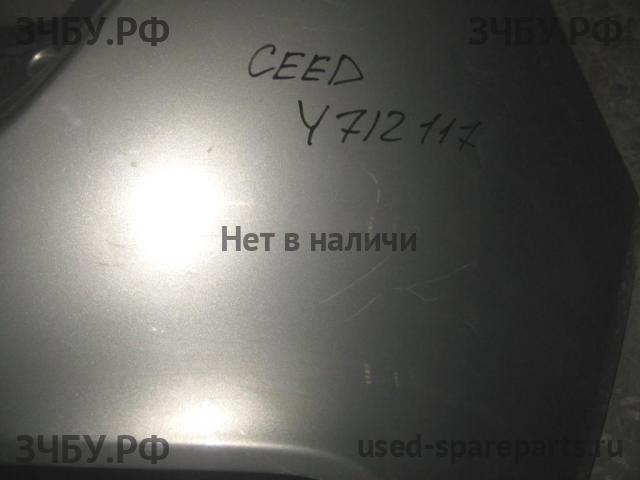 ЗЧБУ.РФ
ЗЧБУ.РФ
CEED
Y712117
Нет в наличи
ЗЧБУ.РФ
used-spareparts.ru